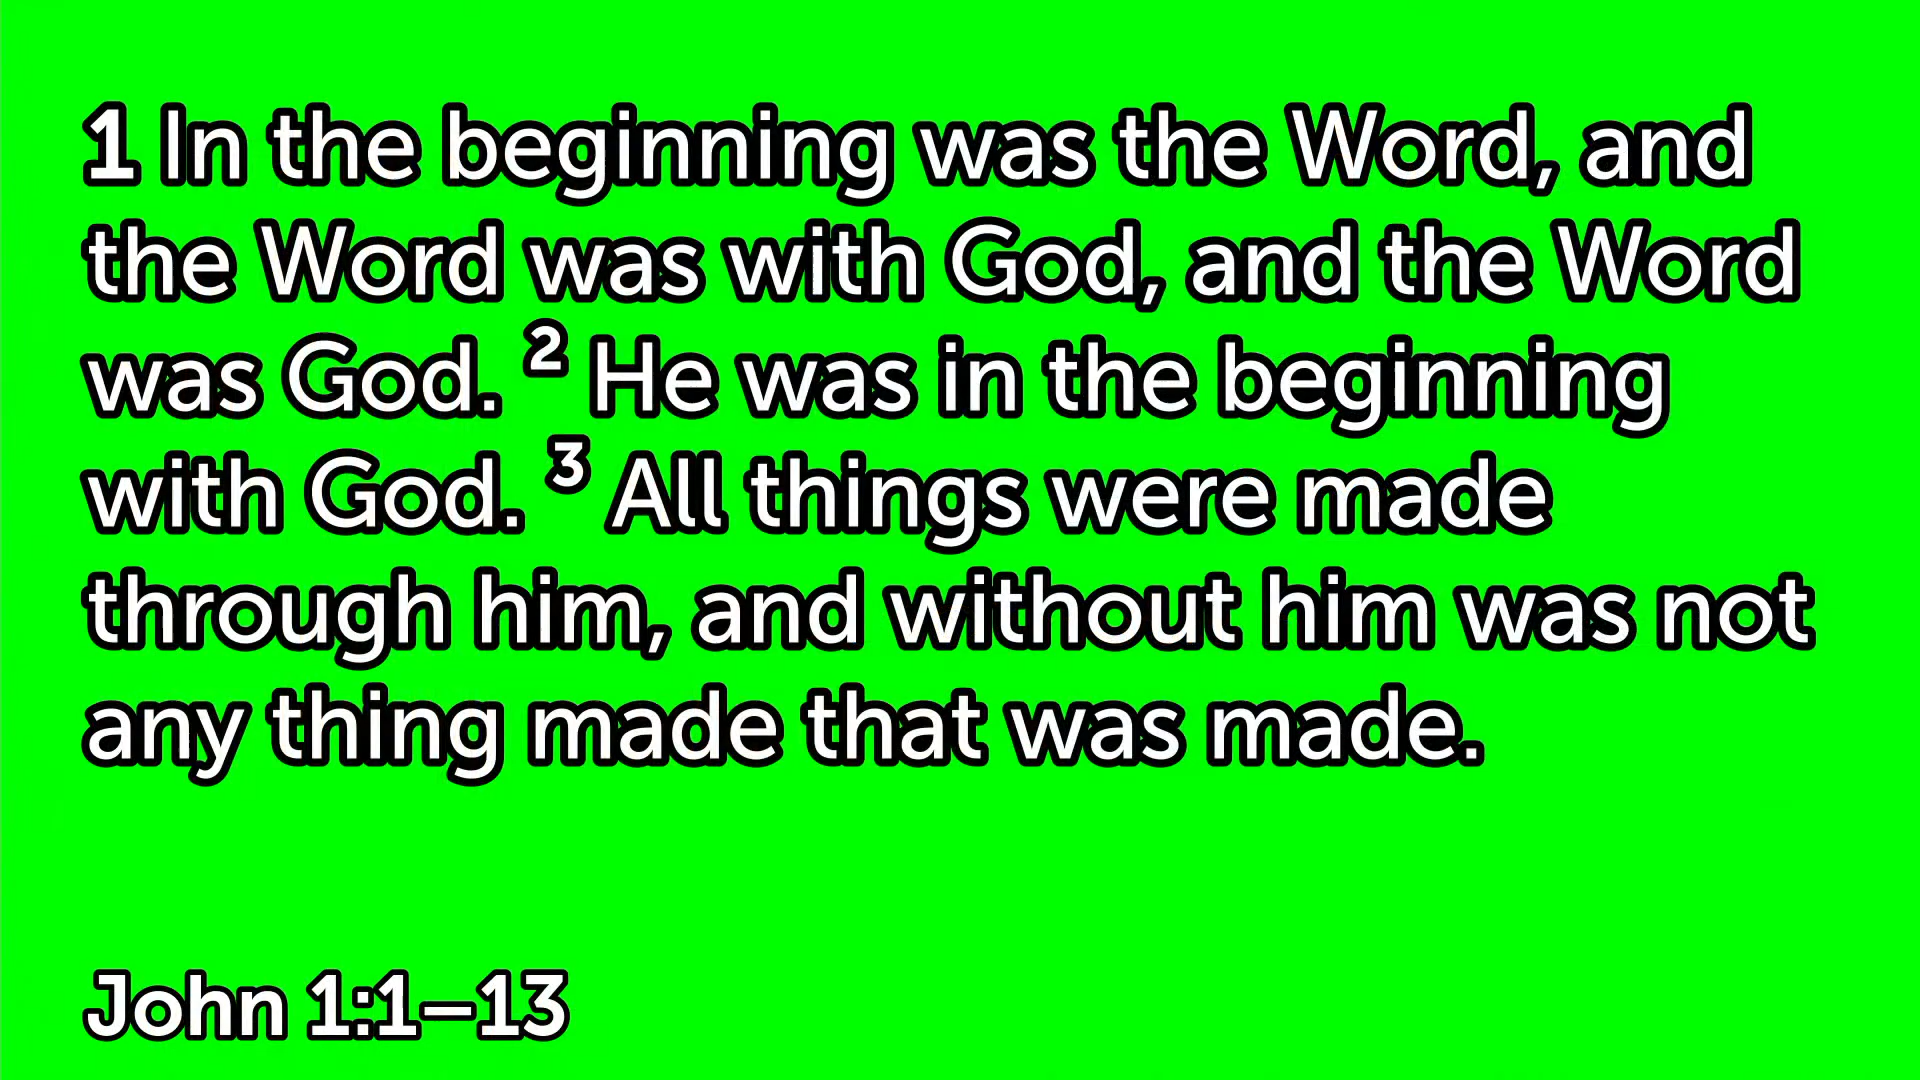 1 In the beginning was the Word, and
the Word was with God, and the Word
was God. ² He was in the beginning
with God. ³ All things were made
through him, and without him was not
any thing made that was made.
John 1:1–13